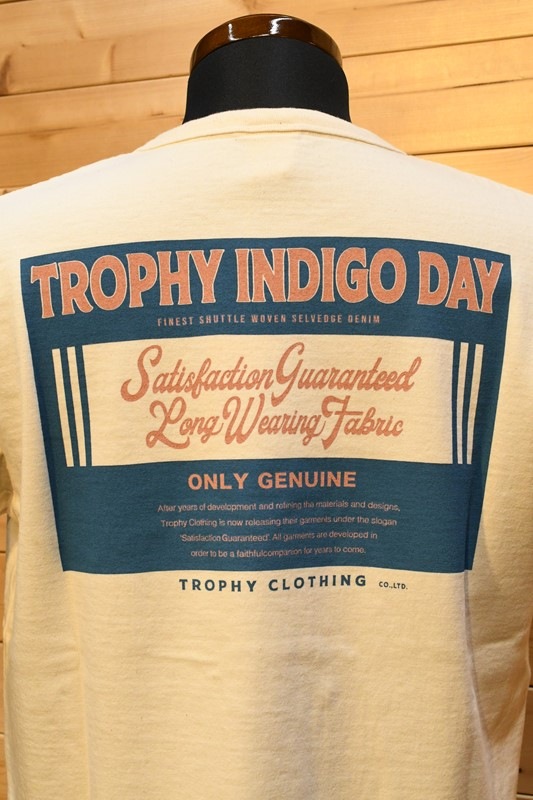 TROPHY INDIGO DAY
FINEST SHUTTLE WOVEN SELVEDGE DENIM
Satisfaction Guaranteed
Long Wearing Fabric
ONLY GENUINE
After years of development and refining the materials and designs,
Trophy Clothing is now releasing their garments under the slogan
'Satisfaction Guaranteed'. All garments are developed in
order to be a faithfulcompanion for years to come.
TROPHY CLOTHING CO.,LTD.